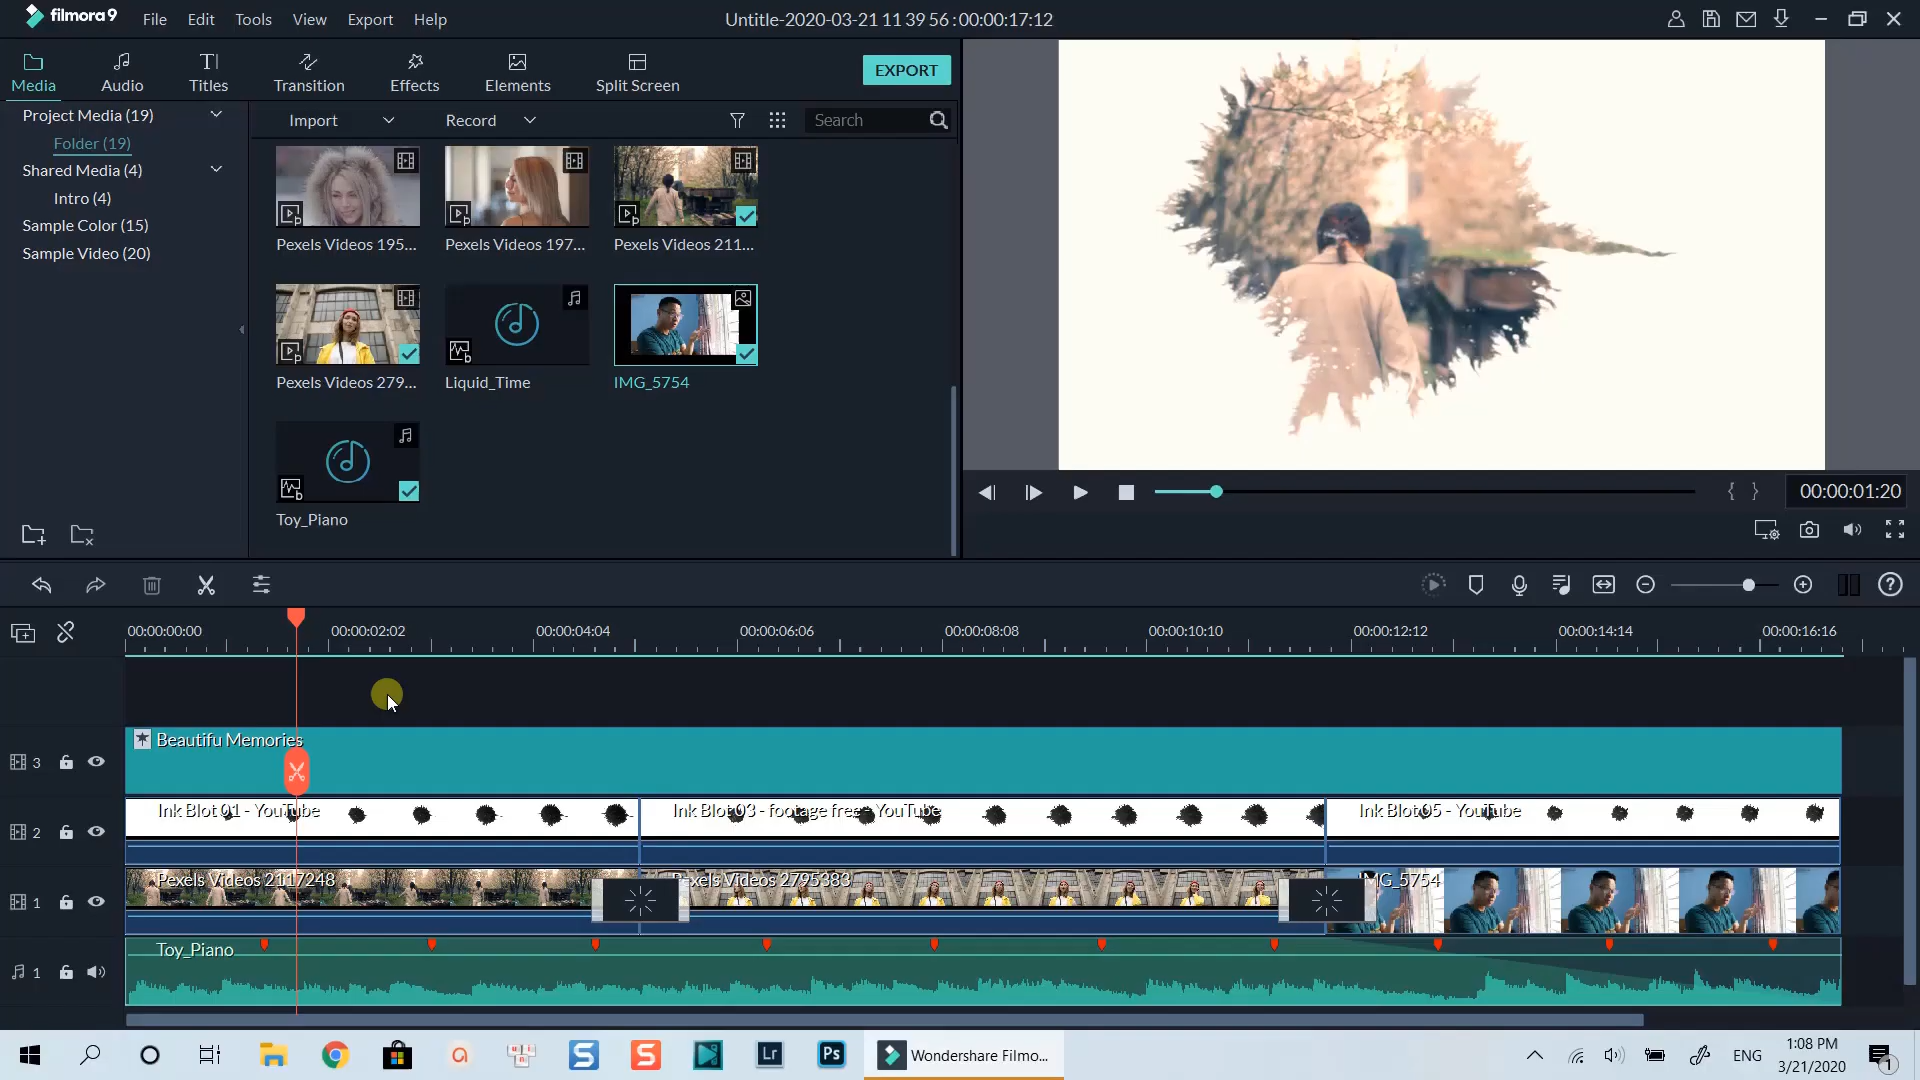 filmora9
File Edit Tools View Export Help
Untitle-2020-03-21 11 39 56 : 00:00:17:12
Media Audio Titles Transition Effects Elements Split Screen
EXPORT
Project Media (19)
Folder (19)
Shared Media (4)
Intro (4)
Sample Color (15)
Sample Video (20)
Import Record Search
Pexels Videos 195... Pexels Videos 197... Pexels Videos 211...
Pexels Videos 279... Liquid_Time IMG_5754
Toy_Piano
00:00:01:20
00:00:00:00 00:00:02:02 00:00:04:04 00:00:06:06 00:00:08:08 00:00:10:10 00:00:12:12 00:00:14:14 00:00:16:16
3 Beautifu Memories
Ink Blot 01 - YouTube Ink Blot 03 - footage free - YouTube Ink Blot 05 - YouTube
2
Pexels Videos 2117248 Pexels Videos 2795383 IMG_5754
1
Toy_Piano
1
S S Lr Ps Wondershare Filmo... ENG
1:08 PM
3/21/2020
1